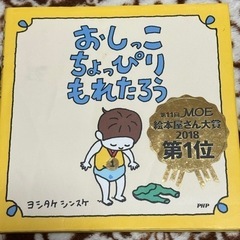 おしっこ
ちょっぴり
もれたろう
第11回 MOE
絵本屋さん大賞
2018
第1位
ヨシタケ シンスケ
PHP